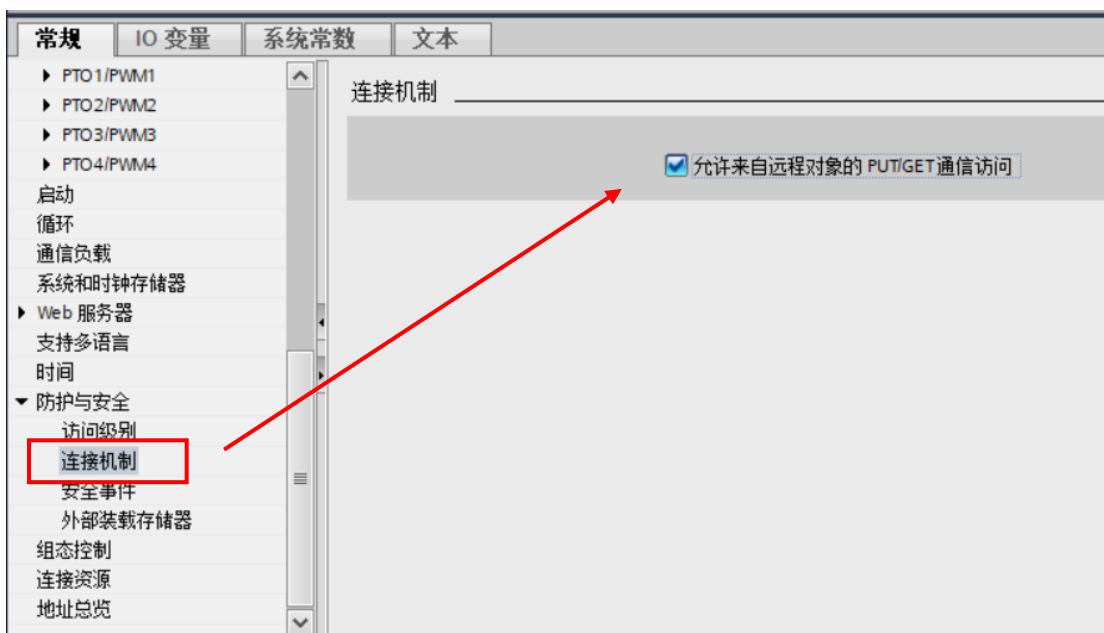 常规 IO 变量 系统常数 文本
PTO1/PWM1
PTO2/PWM2
PTO3/PWM3
PTO4/PWM4
启动
循环
通信负载
系统和时钟存储器
Web 服务器
支持多语言
时间
防护与安全
访问级别
连接机制
安全事件
外部装载存储器
组态控制
连接资源
地址总览
连接机制
允许来自远程对象的 PUT/GET 通信访问